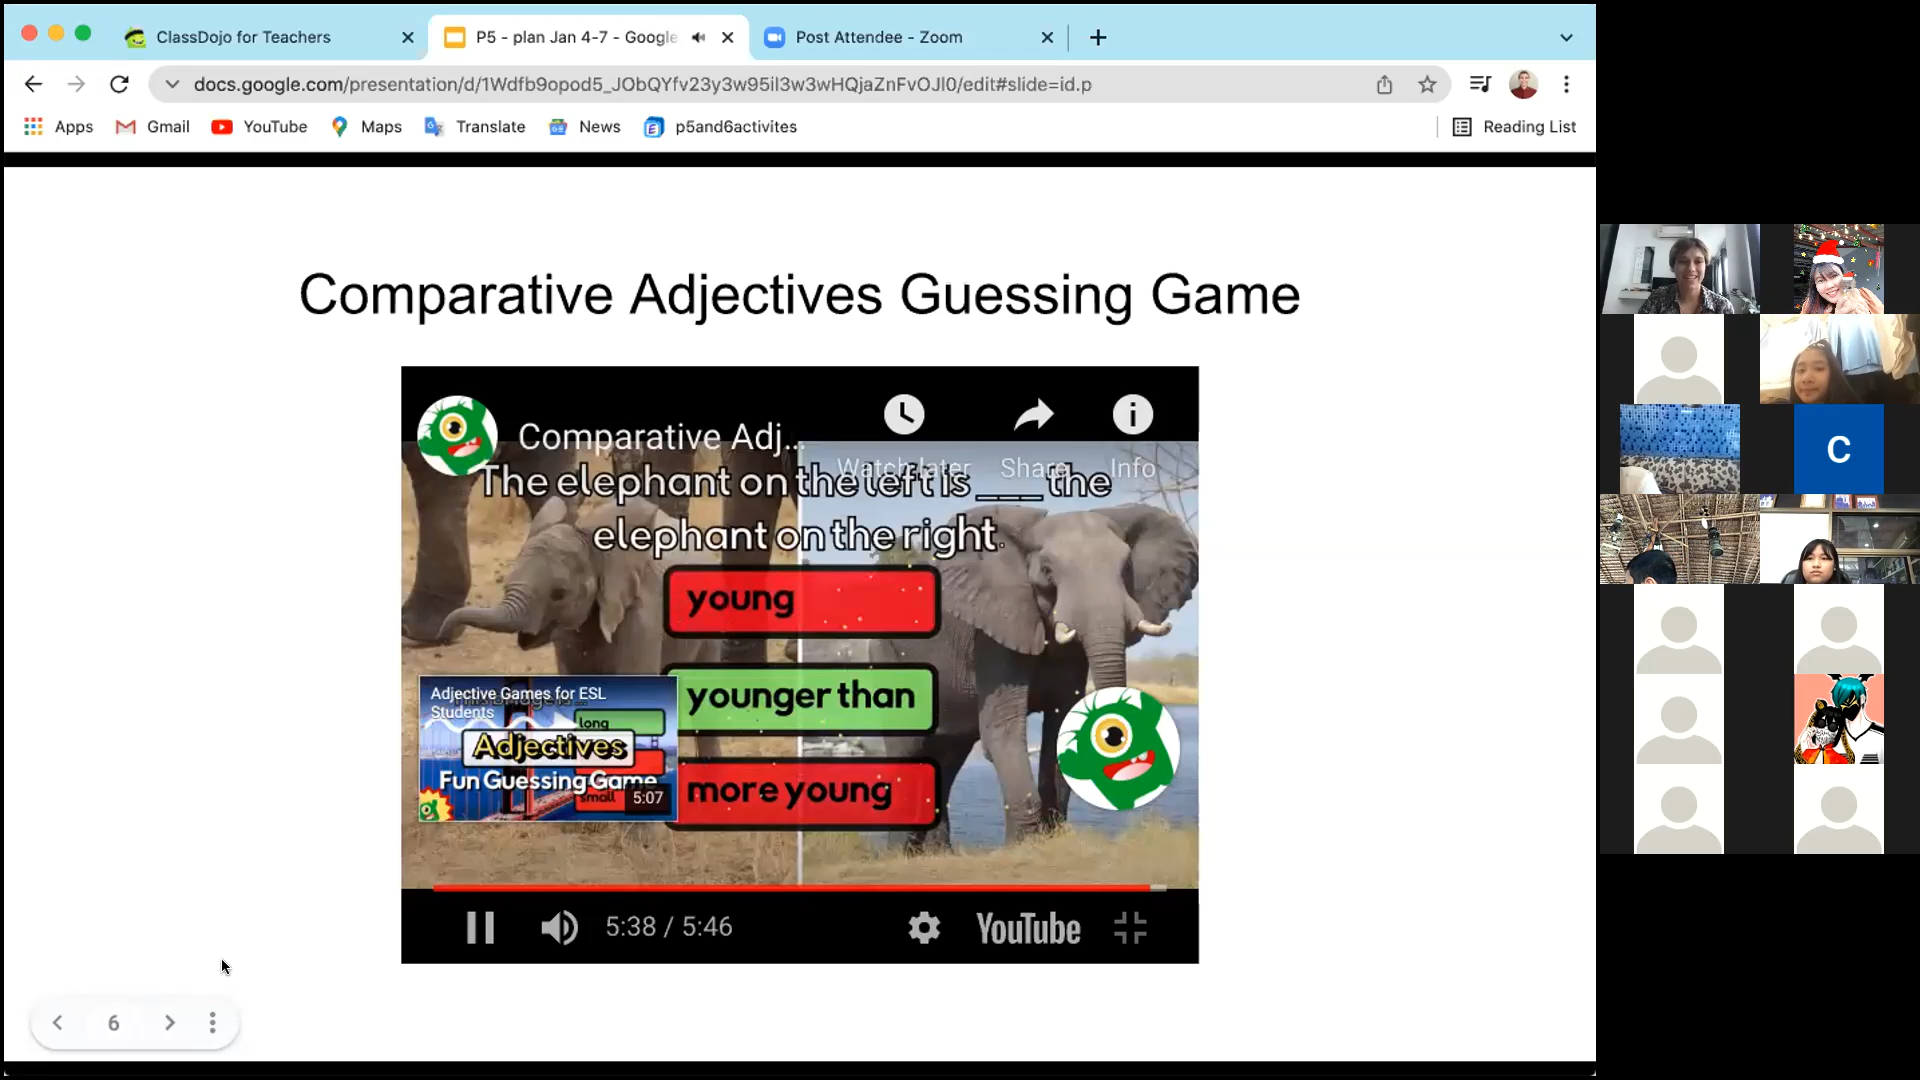 ClassDojo for Teachers
P5 - plan Jan 4-7 - Google
Post Attendee - Zoom
docs.google.com/presentation/d/1Wdfb9opod5_JObQYfv23y3w95il3w3wHQjaZnFvOJl0/edit#slide=id.p
Apps
Gmail
YouTube
Maps
Translate
News
p5and6activites
Reading List
Comparative Adjectives Guessing Game
Comparative Adj...
Watch later
Share
Info
The elephant on the left is ___ the
elephant on the right.
young
younger than
more young
Adjective Games for ESL
Students
long
Adjectives
Fun Guessing Game
small
5:07
5:38 / 5:46
YouTube
6
C